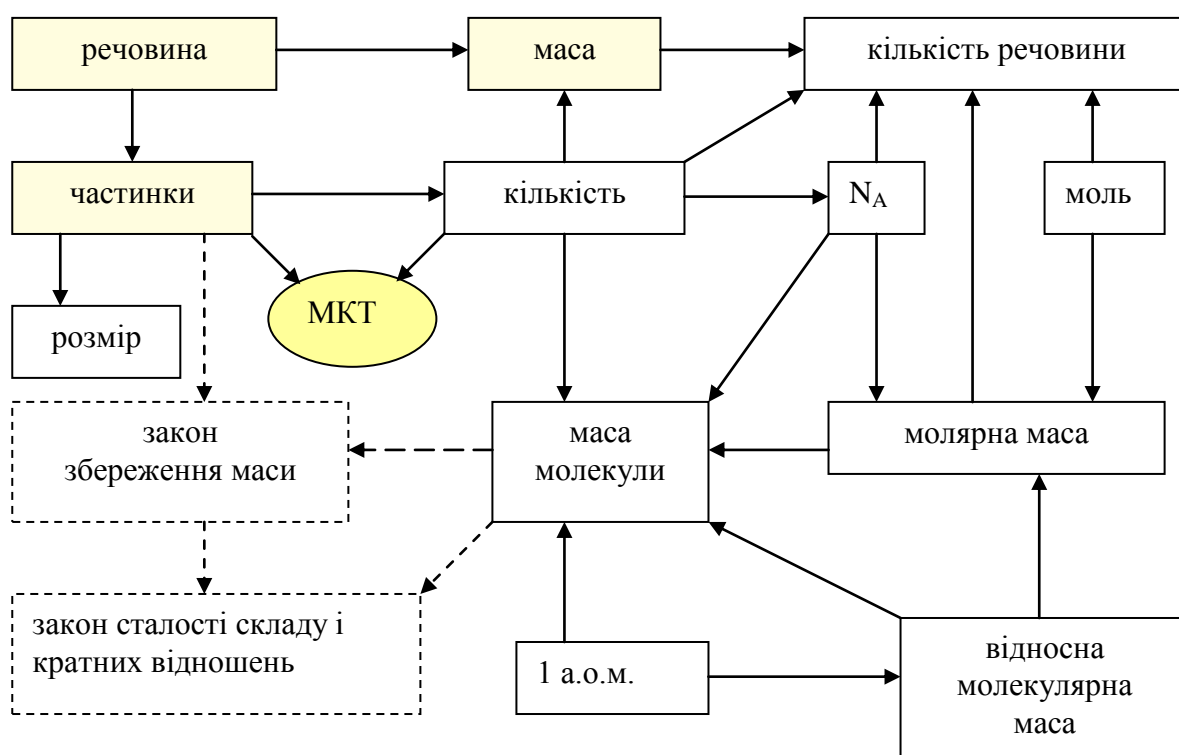 речовина
маса
кількість речовини
частинки
кількість
NА
моль
розмір
МКТ
закон
збереження маси
маса
молекули
молярна маса
закон сталості складу і
кратних відношень
1 а.о.м.
відносна
молекулярна
маса